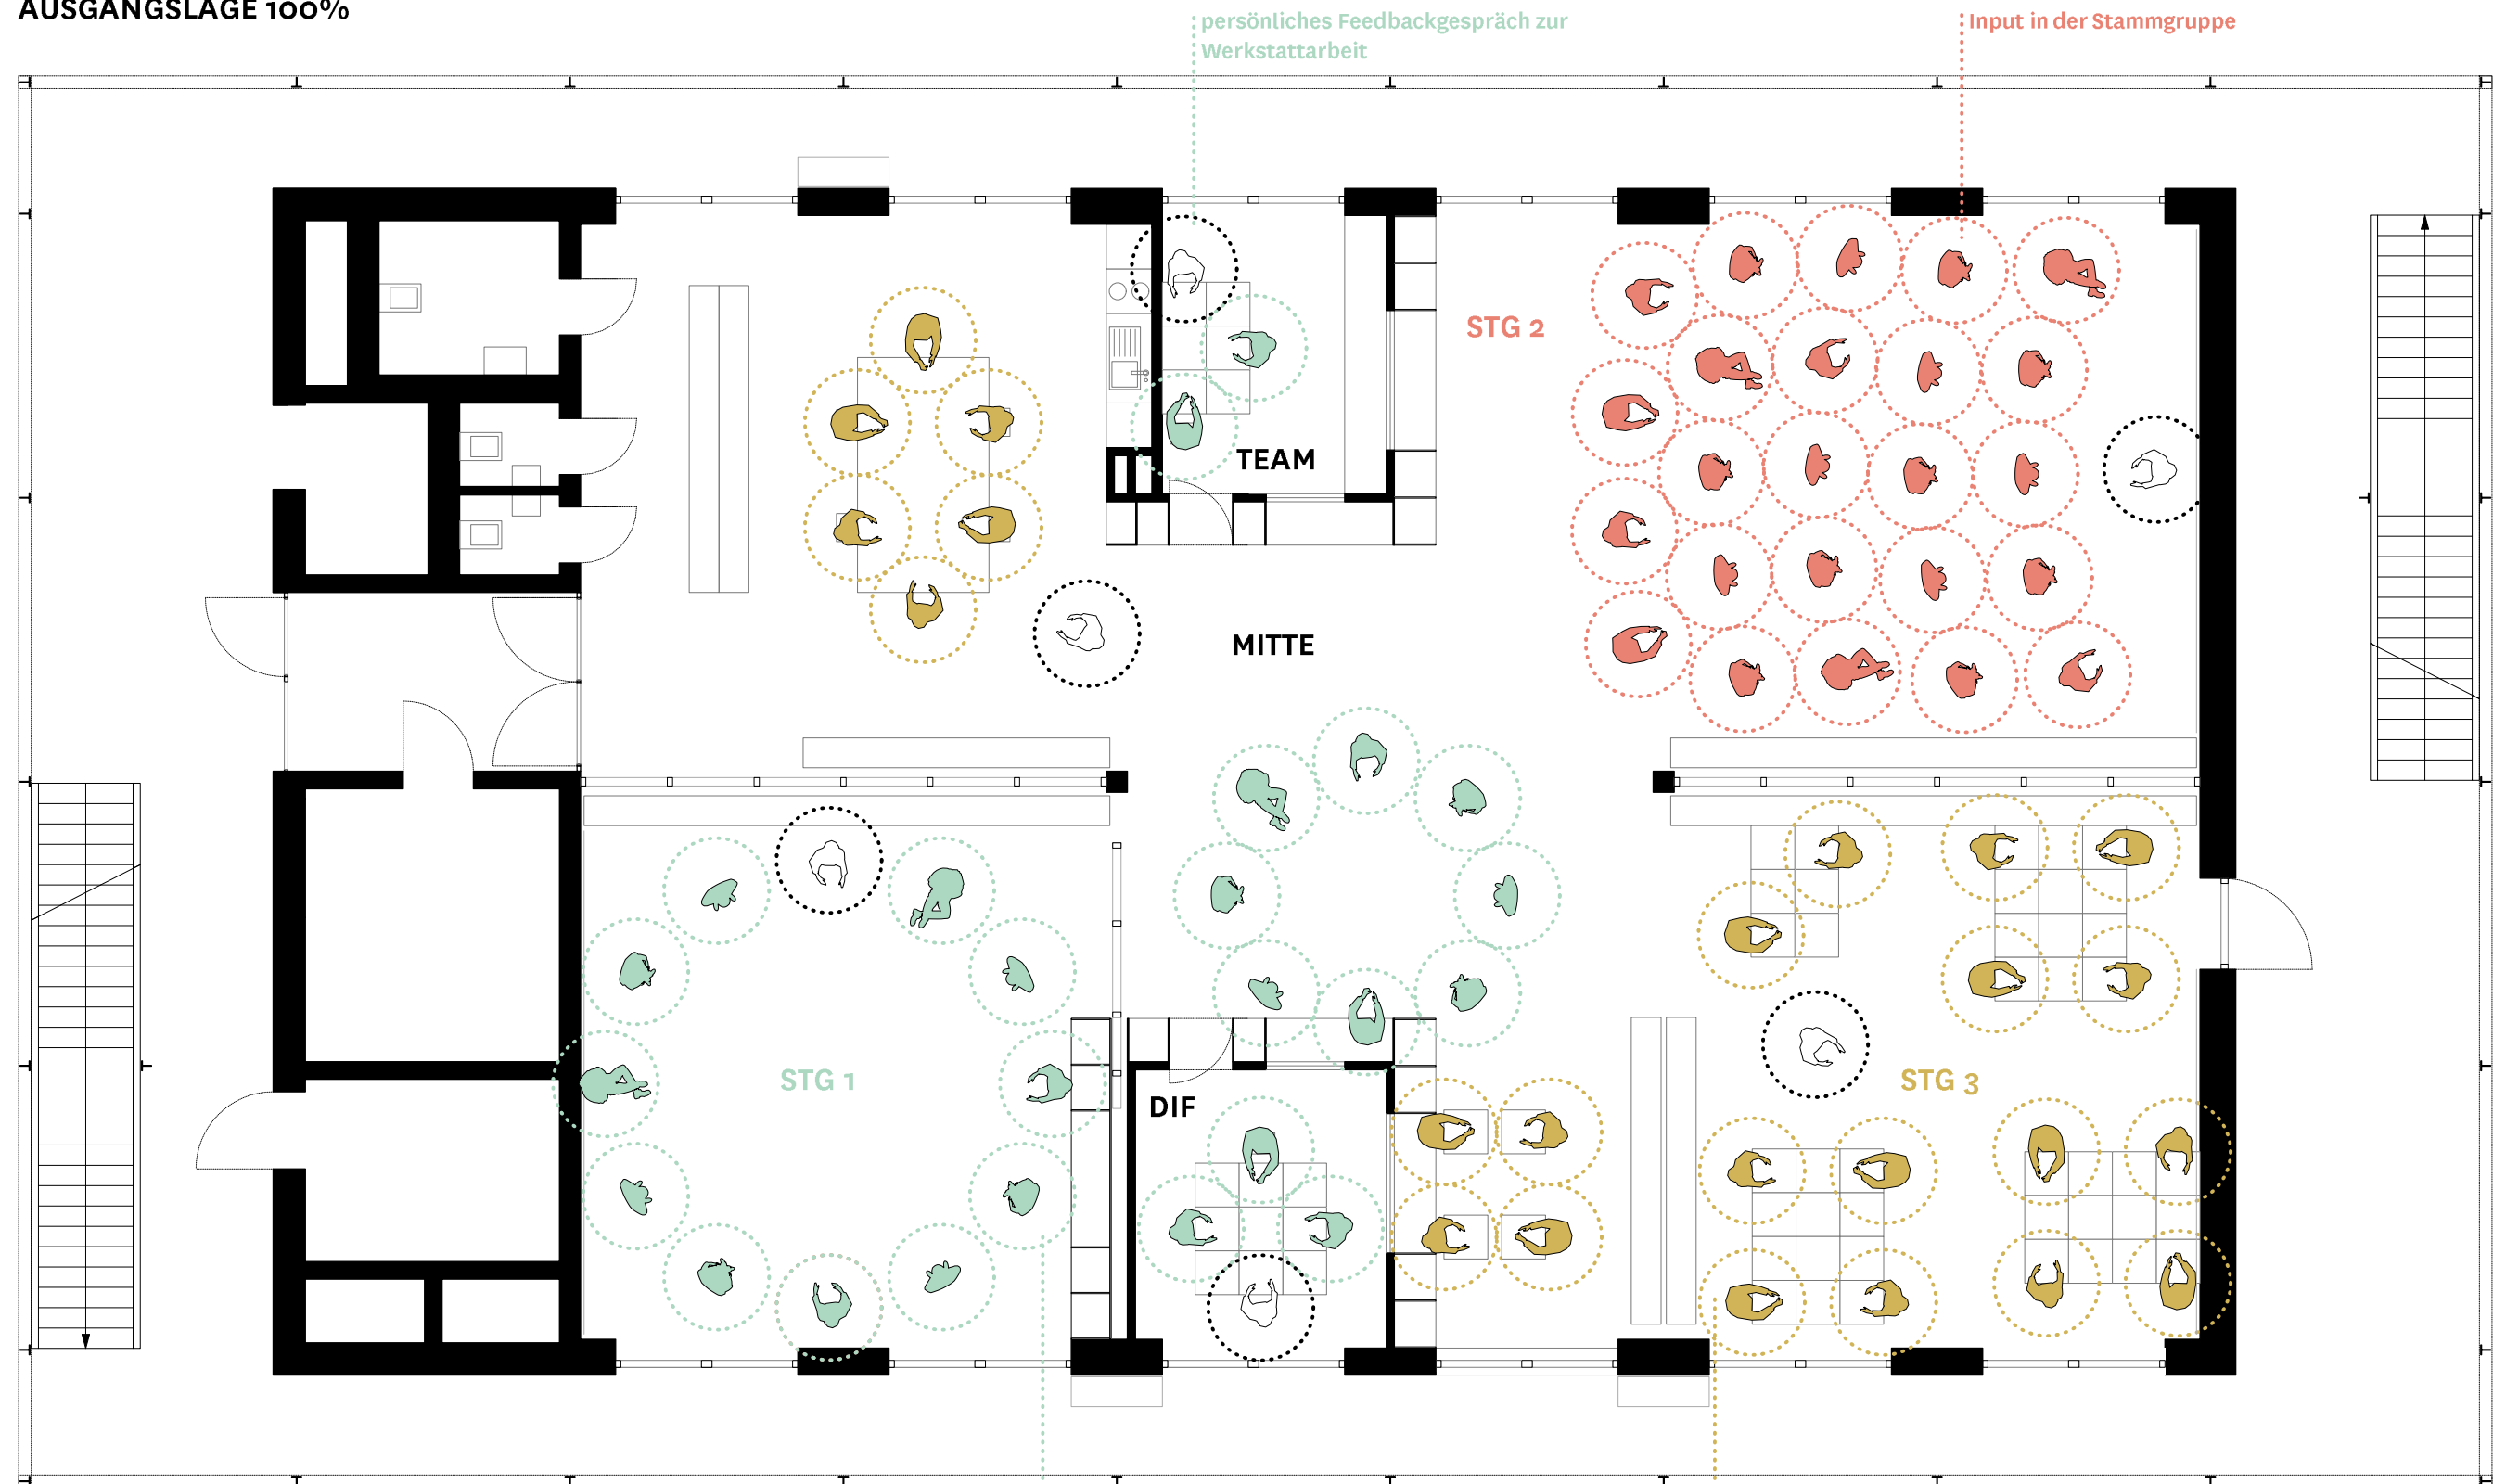 AUSGANGSLAGE 100%
persönliches Feedbackgespräch zur
Werkstattarbeit
Input in der Stammgruppe
STG 2
TEAM
MITTE
STG 1
DIF
STG 3